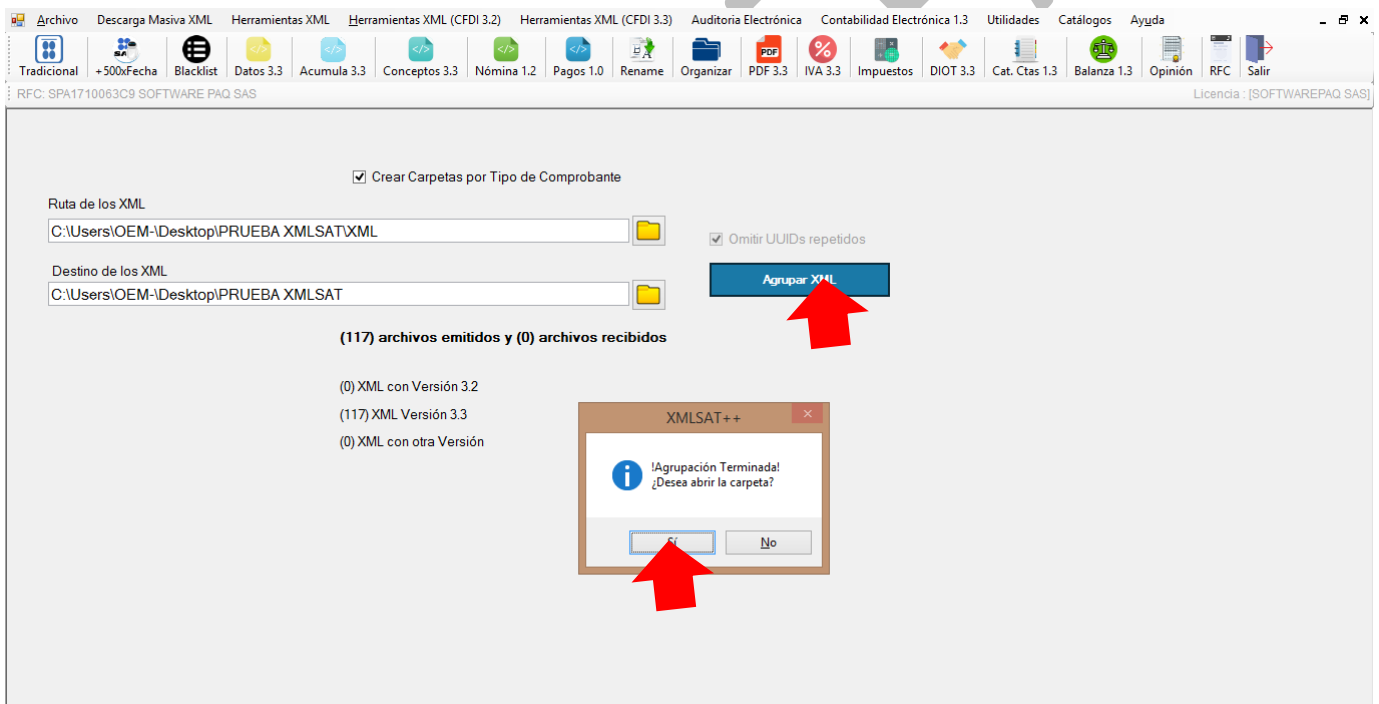 Archivo Descarga Masiva XML Herramientas XML Herramientas XML (CFDI 3.2) Herramientas XML (CFDI 3.3) Auditoria Electrónica Contabilidad Electrónica 1.3 Utilidades Catálogos Ayuda
Tradicional +500xFecha Blacklist Datos 3.3 Acumula 3.3 Conceptos 3.3 Nómina 1.2 Pagos 1.0 Rename Organizar PDF 3.3 IVA 3.3 Impuestos DIOT 3.3 Cat. Ctas 1.3 Balanza 1.3 Opinión RFC Salir
RFC: SPA1710063C9 SOFTWARE PAQ SAS Licencia : [SOFTWAREPAQ SAS]
Crear Carpetas por Tipo de Comprobante
Ruta de los XML
C:\Users\OEM-\Desktop\PRUEBA XMLSAT\XML
Omitir UUIDs repetidos
Destino de los XML
Agrupar XML
C:\Users\OEM-\Desktop\PRUEBA XMLSAT
(117) archivos emitidos y (0) archivos recibidos
(0) XML con Versión 3.2
(117) XML Versión 3.3
(0) XML con otra Versión
XMLSAT++
!Agrupación Terminada!
¿Desea abrir la carpeta?
Sí No